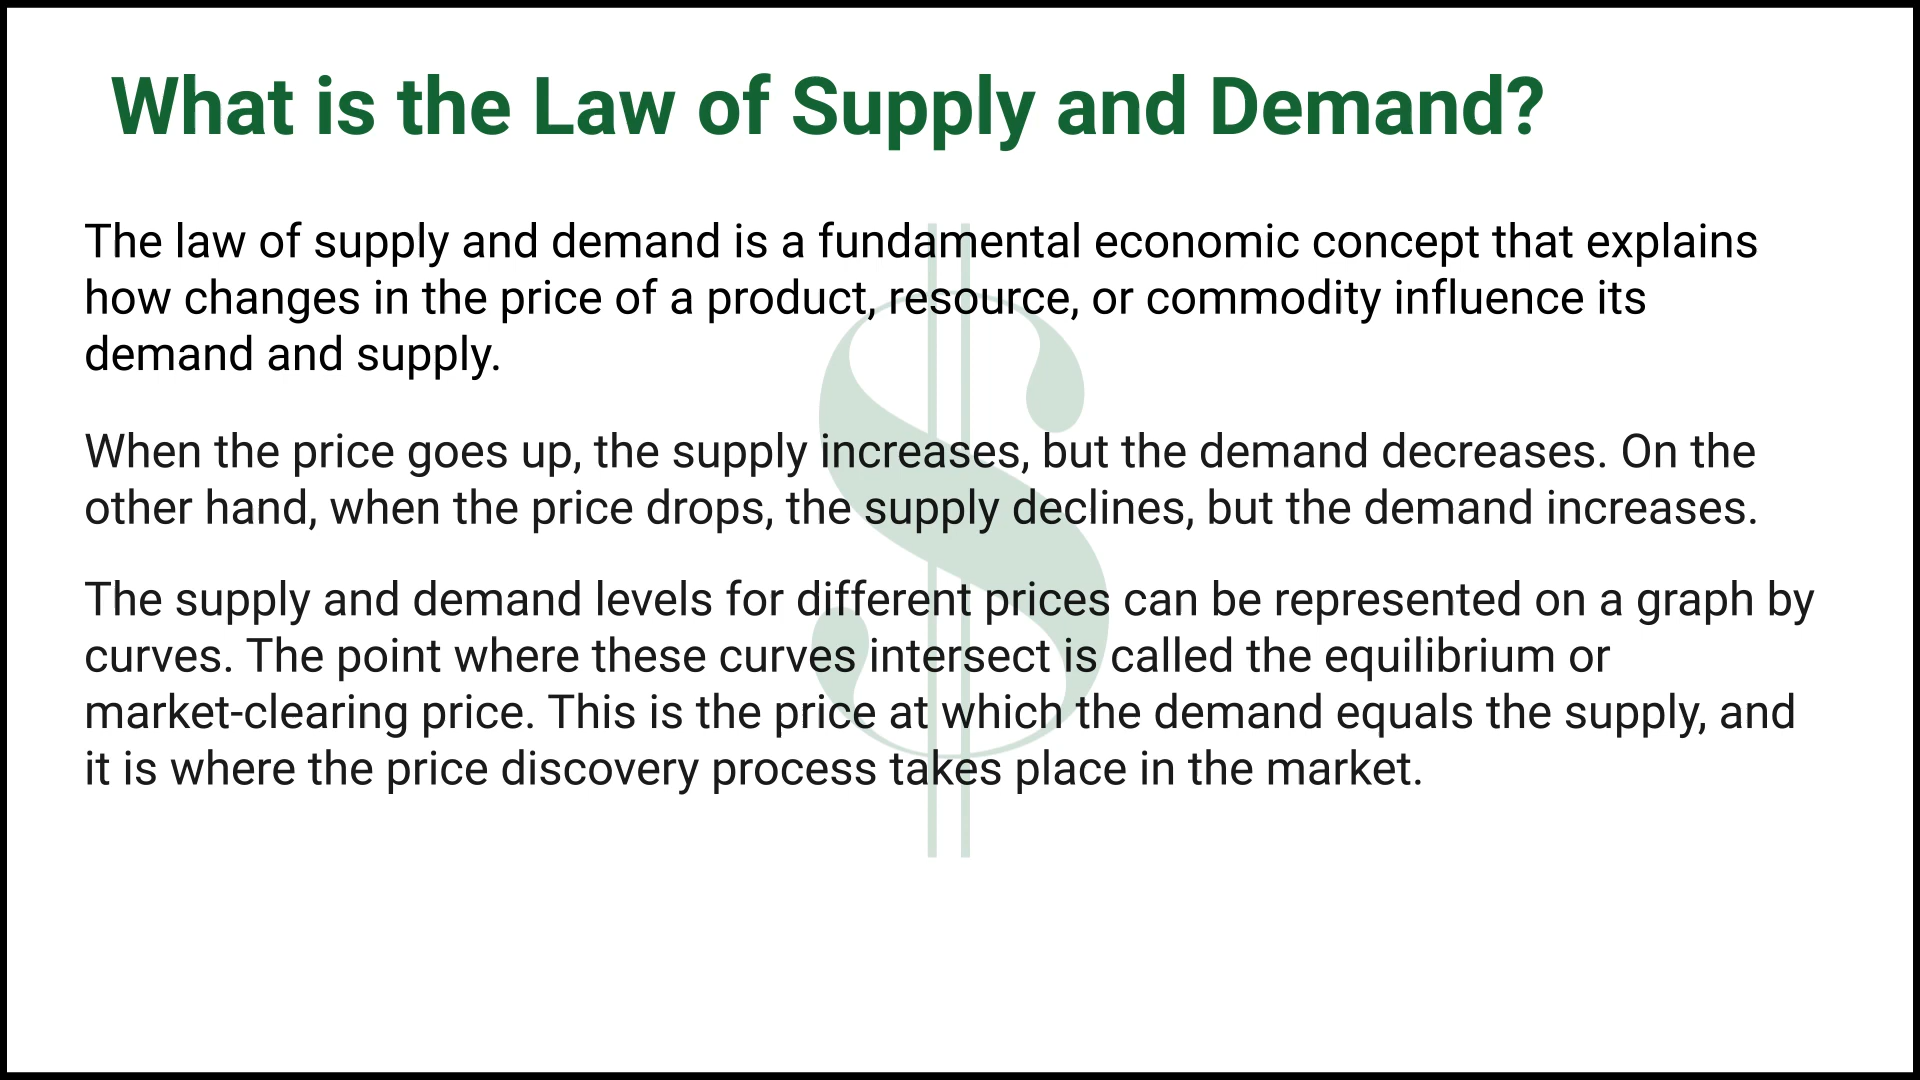 What is the Law of Supply and Demand?
The law of supply and demand is a fundamental economic concept that explains
how changes in the price of a product, resource, or commodity influence its
demand and supply.
When the price goes up, the supply increases, but the demand decreases. On the
other hand, when the price drops, the supply declines, but the demand increases.
The supply and demand levels for different prices can be represented on a graph by
curves. The point where these curves intersect is called the equilibrium or
market-clearing price. This is the price at which the demand equals the supply, and
it is where the price discovery process takes place in the market.